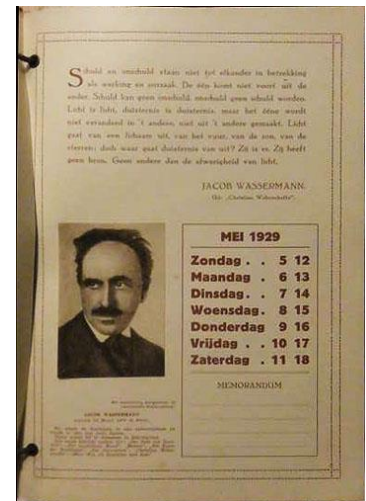 Schuld en onschuld staan niet tot elkander in betrekking
als werking en oorzaak. De één komt niet voort uit de
ander. Schuld kan geen onschuld, onschuld geen schuld worden.
Licht is licht, duisternis is duisternis, maar het ééne wordt
niet veranderd in 't andere, niet uit 't andere gemaakt. Licht
gaat van een lichaam uit, van het vuur, van de zon, van de
sterren; doch waar gaat duisternis van uit? Zij is er. Zij heeft
geen bron. Geen andere dan de afwezigheid van licht.
JACOB WASSERMANN.
Uit: „Christian Wahnschaffe".
MEI 1929
Zondag . . 5 12
Maandag . 6 13
Dinsdag . . 7 14
Woensdag . 8 15
Donderdag 9 16
Vrijdag . . 10 17
Zaterdag . 11 18
MEMORANDUM
JACOB WASSERMANN